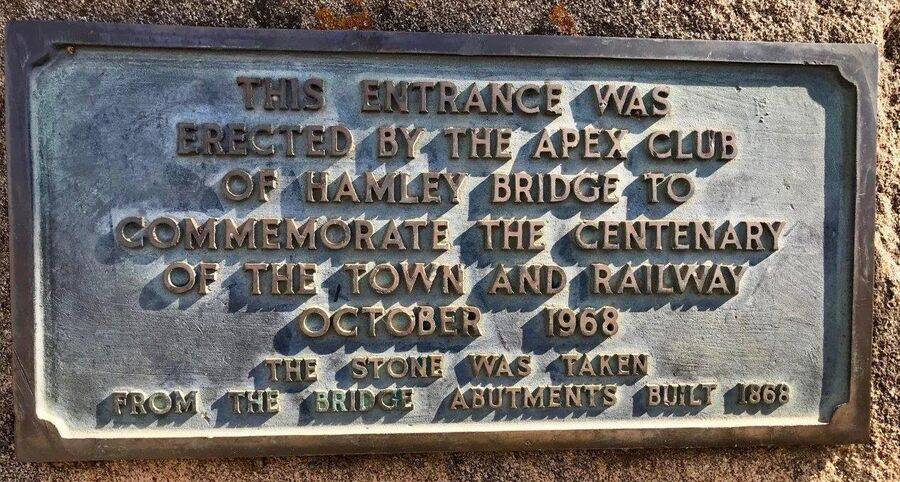 THIS ENTRANCE WAS
ERECTED BY THE APEX CLUB
OF HAMLEY BRIDGE TO
COMMEMORATE THE CENTENARY
OF THE TOWN AND RAILWAY
OCTOBER 1968
THE STONE WAS TAKEN
FROM THE BRIDGE ABUTMENTS BUILT 1868